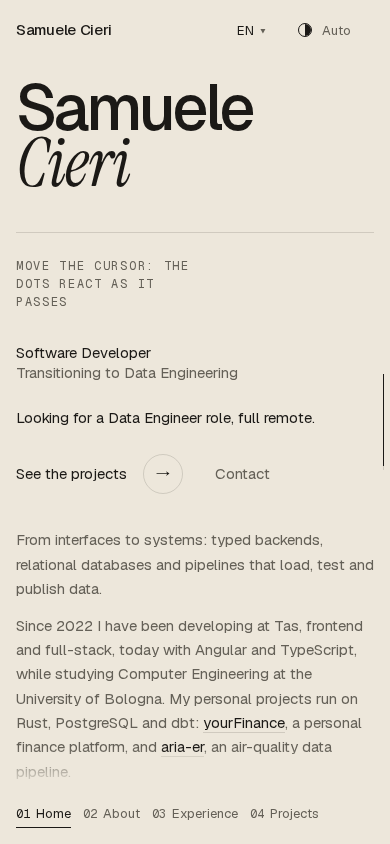 Samuele Cieri
EN ▾
Auto
Samuele
Cieri
MOVE THE CURSOR: THE
DOTS REACT AS IT
PASSES
Software Developer
Transitioning to Data Engineering
Looking for a Data Engineer role, full remote.
See the projects → Contact
From interfaces to systems: typed backends,
relational databases and pipelines that load, test and
publish data.
Since 2022 I have been developing at Tas, frontend
and full-stack, today with Angular and TypeScript,
while studying Computer Engineering at the
University of Bologna. My personal projects run on
Rust, PostgreSQL and dbt: yourFinance, a personal
finance platform, and aria-er, an air-quality data
pipeline.
01 Home 02 About 03 Experience 04 Projects